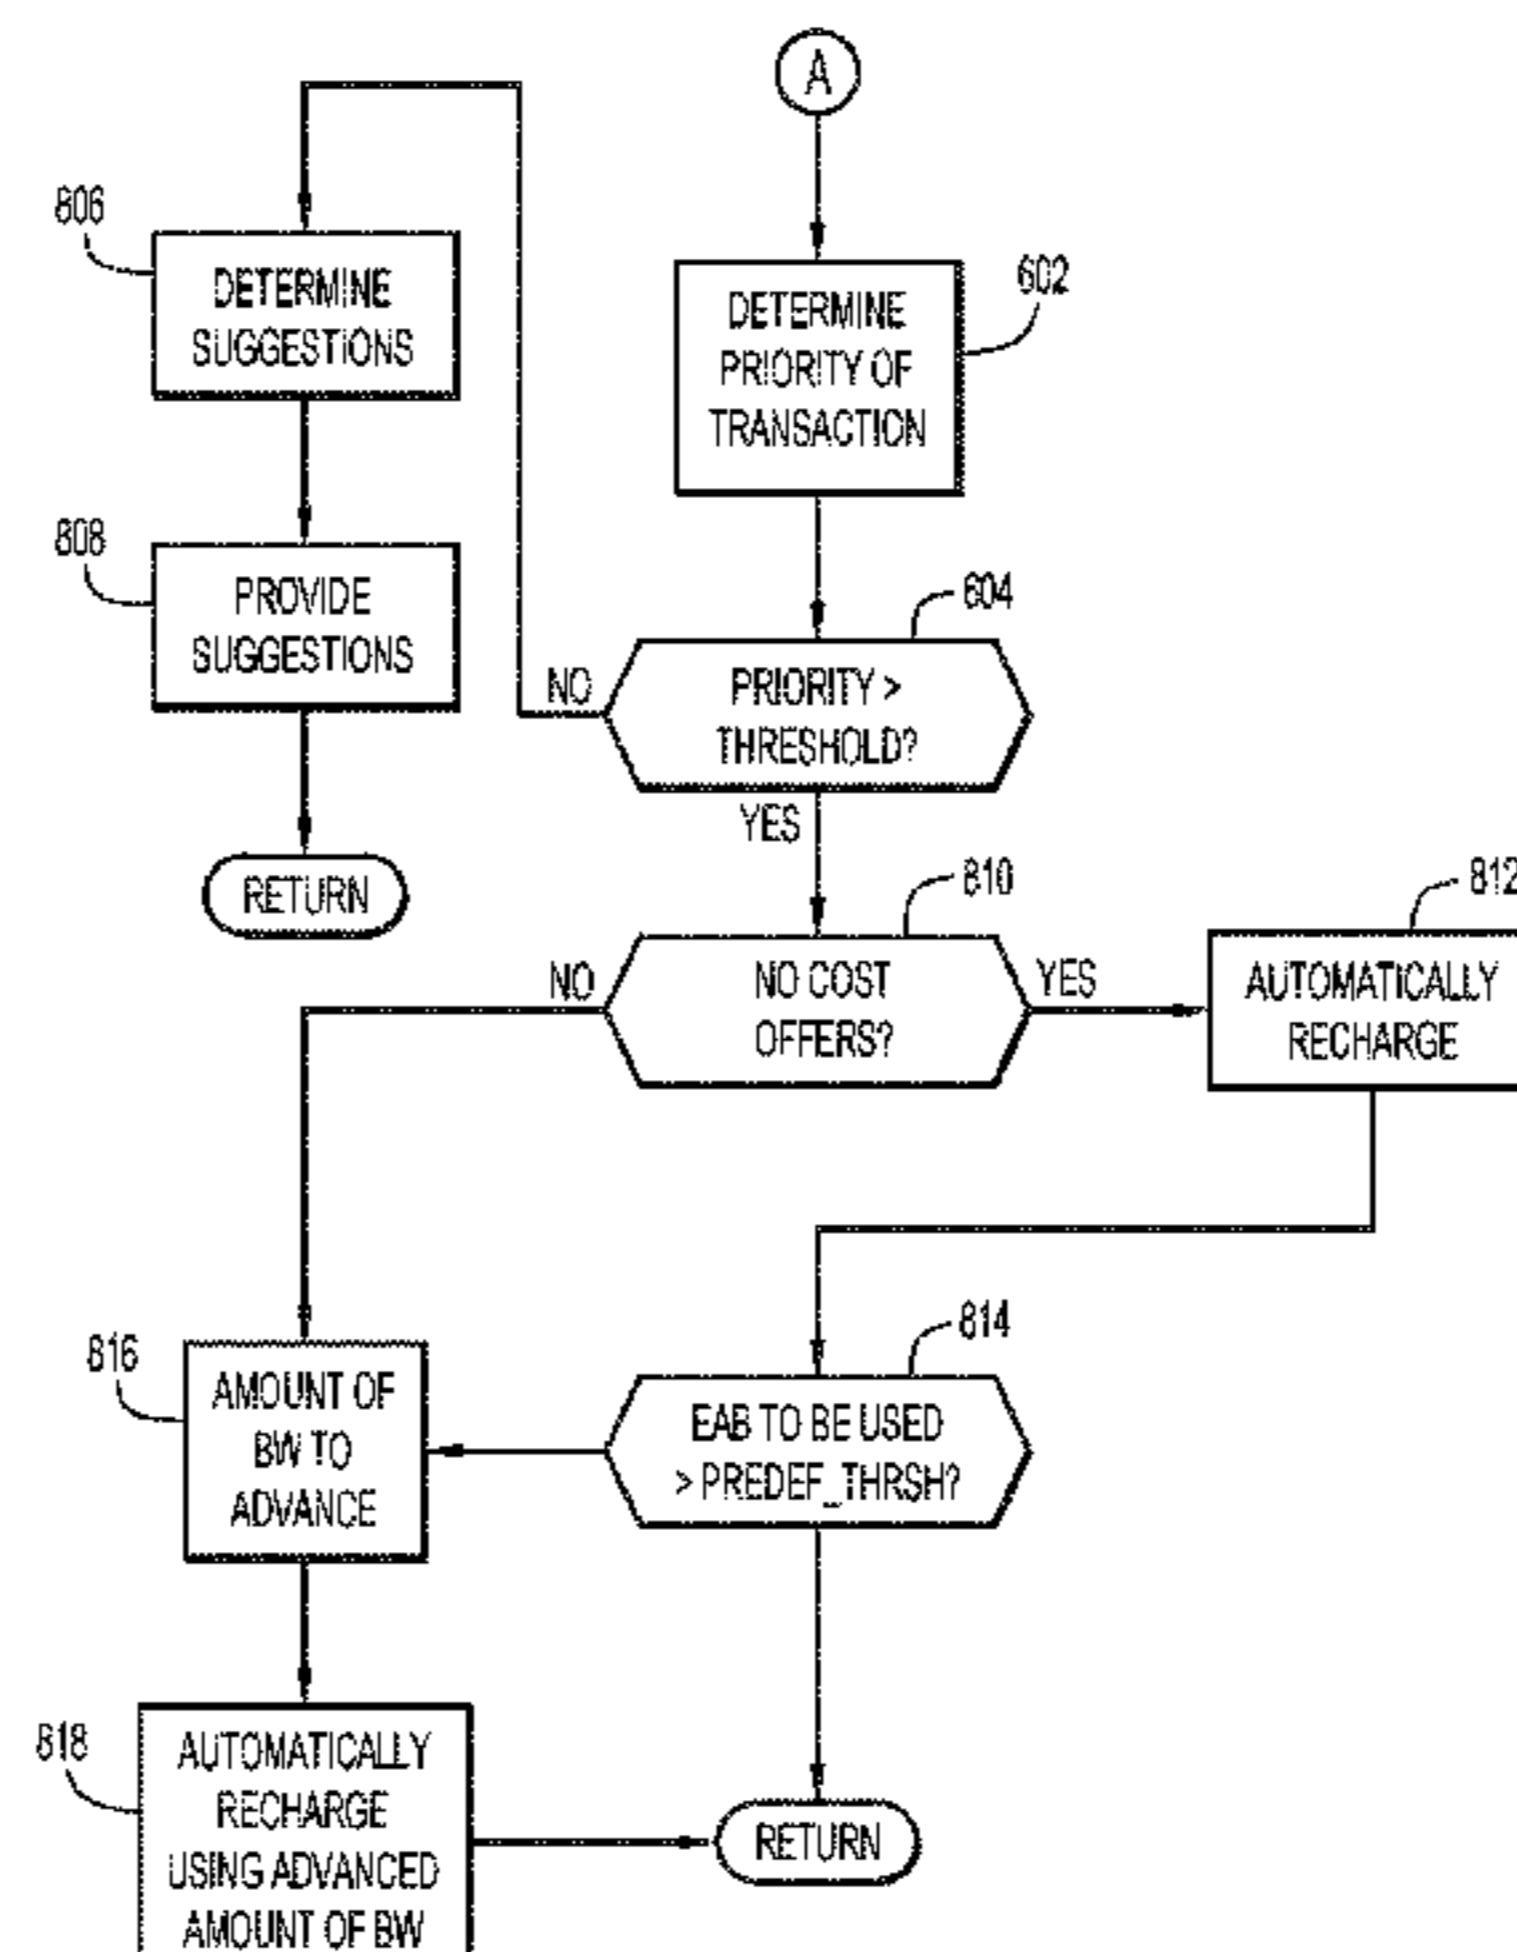 A
806
DETERMINE
SUGGESTIONS
802
DETERMINE
PRIORITY OF
TRANSACTION
808
PROVIDE
SUGGESTIONS
804
NO
PRIORITY >
THRESHOLD?
YES
RETURN
810
812
NO
NO COST
OFFERS?
YES
AUTOMATICALLY
RECHARGE
814
816
AMOUNT OF
BW TO
ADVANCE
EAB TO BE USED
> PREDEF_THRSH?
818
AUTOMATICALLY
RECHARGE
USING ADVANCED
AMOUNT OF BW
RETURN